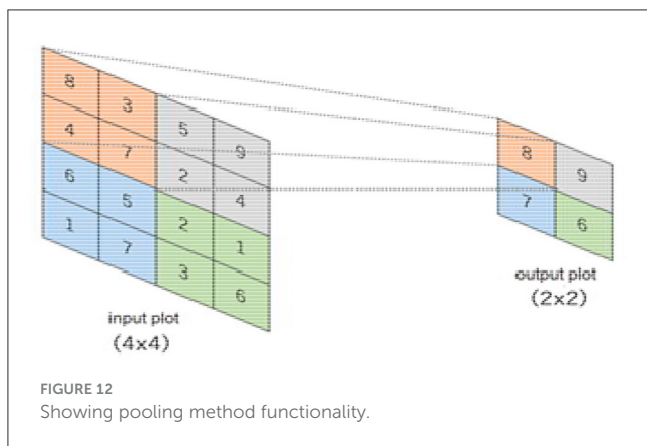 8 3 5 9
4 7 2 4
6 5 2 1
1 7 3 6
8 9
7 6
input plot
(4x4)
output plot
(2x2)
FIGURE 12
Showing pooling method functionality.